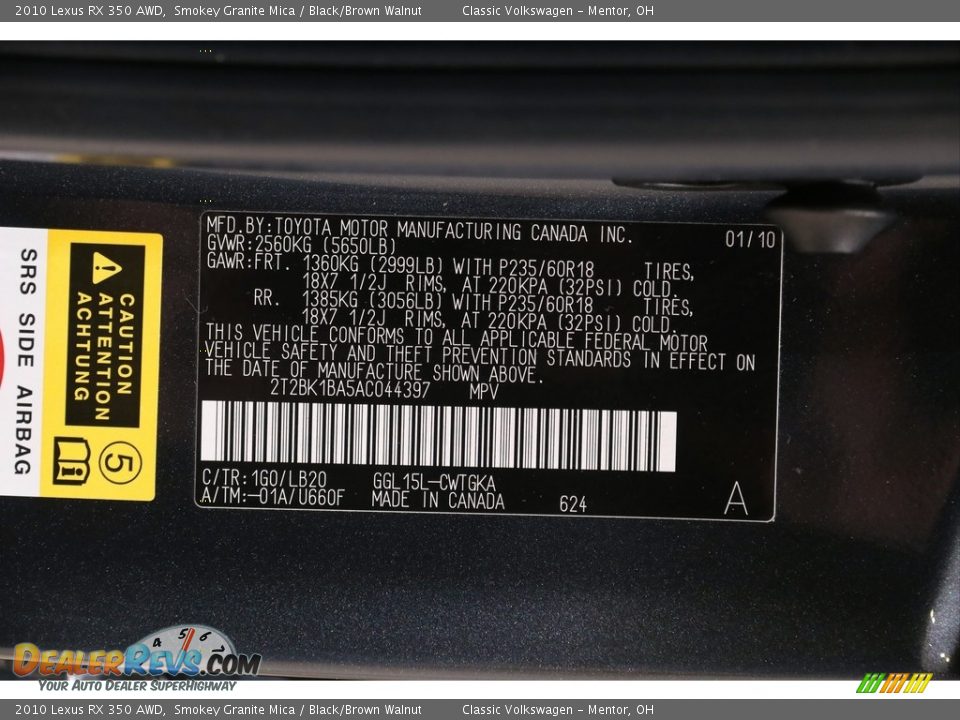 2010 Lexus RX 350 AWD, Smokey Granite Mica / Black/Brown Walnut Classic Volkswagen – Mentor, OH
MFD.BY:TOYOTA MOTOR MANUFACTURING CANADA INC.
GVWR:2560KG (5650LB) 01/10
GAWR:FRT. 1360KG (2999LB) WITH P235/60R18 TIRES,
18X7 1/2J RIMS, AT 220KPA (32PSI) COLD.
RR. 1385KG (3056LB) WITH P235/60R18 TIRES,
18X7 1/2J RIMS, AT 220KPA (32PSI) COLD.
THIS VEHICLE CONFORMS TO ALL APPLICABLE FEDERAL MOTOR
VEHICLE SAFETY AND THEFT PREVENTION STANDARDS IN EFFECT ON
THE DATE OF MANUFACTURE SHOWN ABOVE.
2T2BK1BA5AC044397 MPV
C/TR:1G0/LB20 GGL15L-CWTGKA
A/TM:-01A/U660F MADE IN CANADA 624 A
CAUTION
ATTENTION
ACHTUNG
5
SRS SIDE AIRBAG
4 5 6 7
DEALERREVS.COM
YOUR AUTO DEALER SUPERHIGHWAY
2010 Lexus RX 350 AWD, Smokey Granite Mica / Black/Brown Walnut Classic Volkswagen – Mentor, OH